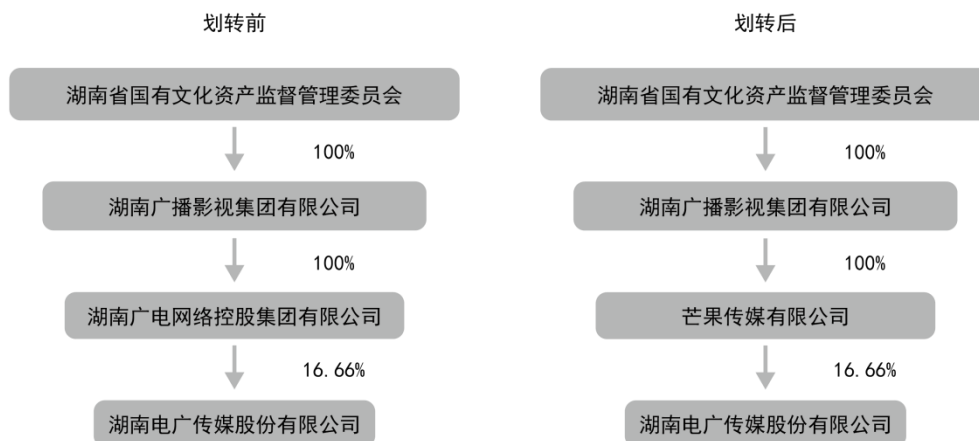 划转前
湖南省国有文化资产监督管理委员会
100%
湖南广播影视集团有限公司
100%
湖南广电网络控股集团有限公司
16.66%
湖南电广传媒股份有限公司
划转后
湖南省国有文化资产监督管理委员会
100%
湖南广播影视集团有限公司
100%
芒果传媒有限公司
16.66%
湖南电广传媒股份有限公司